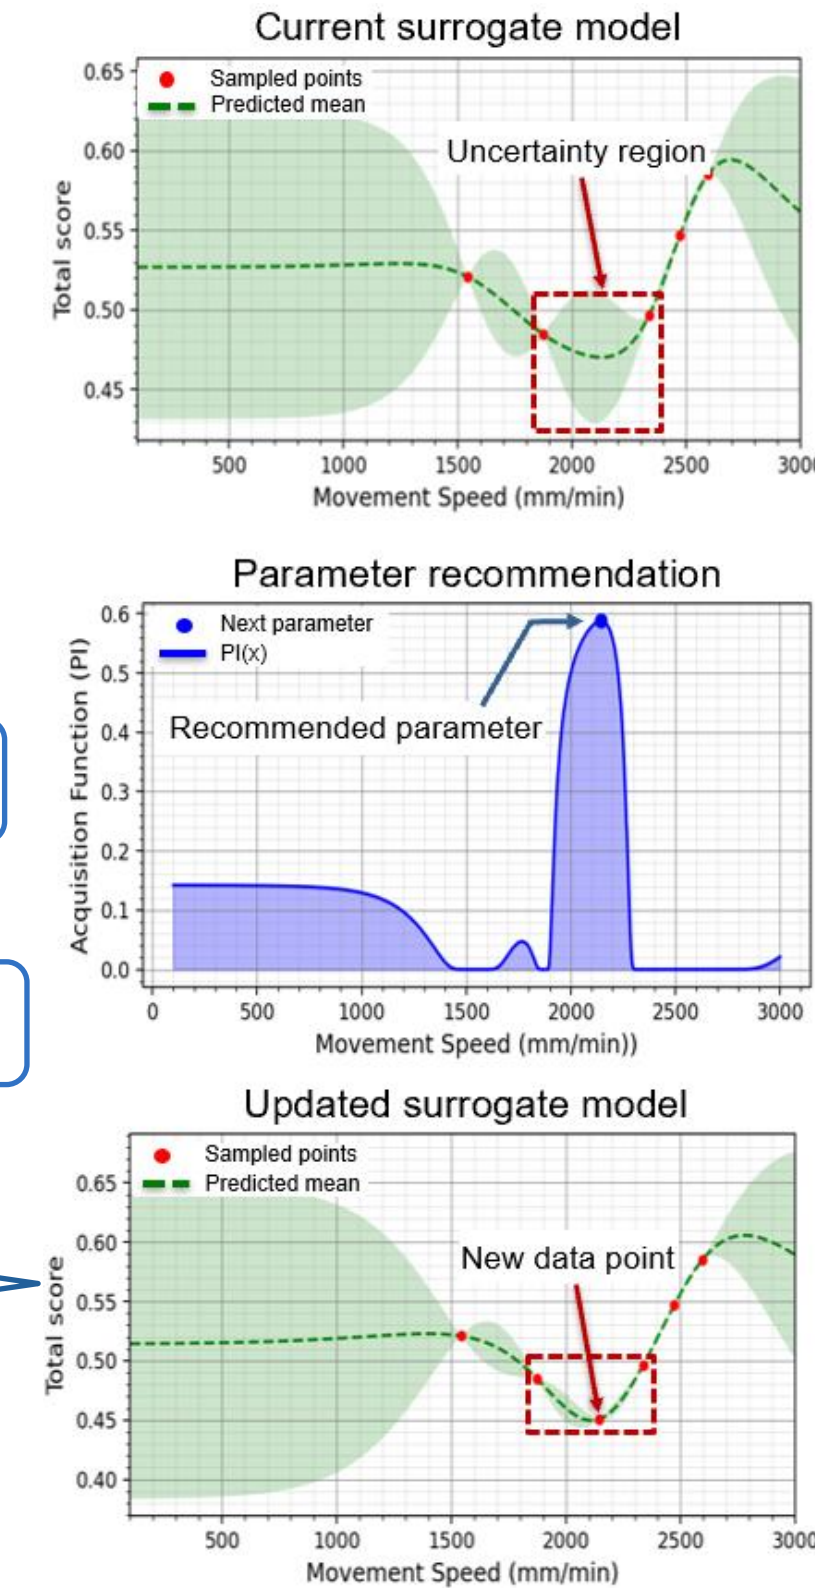 Current surrogate model
Sampled points
Predicted mean
Uncertainty region
Total score
0.65
0.60
0.55
0.50
0.45
500 1000 1500 2000 2500 3000
Movement Speed (mm/min)
Parameter recommendation
Next parameter
PI(x)
Recommended parameter
Acquisition Function (PI)
0.6
0.5
0.4
0.3
0.2
0.1
0.0
0 500 1000 1500 2000 2500 3000
Movement Speed (mm/min))
Updated surrogate model
Sampled points
Predicted mean
New data point
Total score
0.65
0.60
0.55
0.50
0.45
0.40
500 1000 1500 2000 2500 3000
Movement Speed (mm/min)